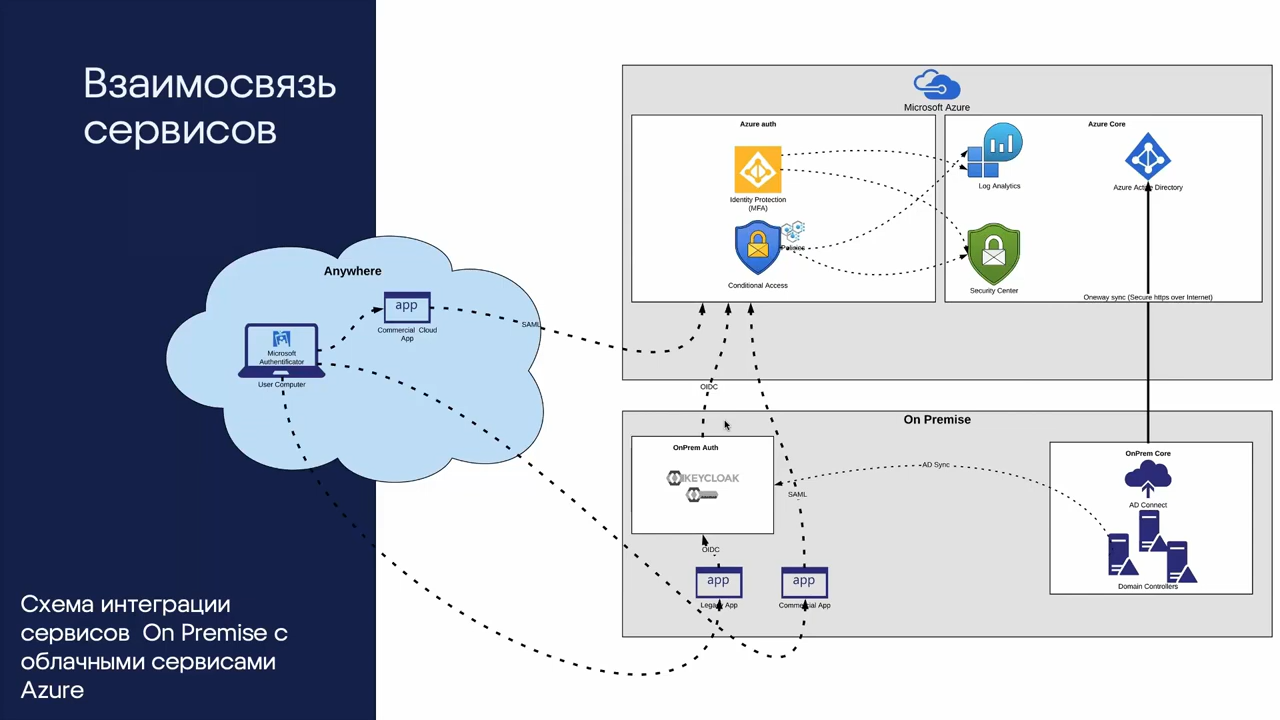 Взаимосвязь
сервисов
Схема интеграции
сервисов On Premise с
облачными сервисами
Azure
Anywhere
app
Commercial Cloud
App
Microsoft
Authentificator
User Computer
SAML
Microsoft Azure
Azure auth
Identity Protection
(MFA)
Policies
Conditional Access
Azure Core
Log Analytics
Azure Active Directory
Security Center
Oneway sync (Secure https over Internet)
OIDC
On Premise
OnPrem Auth
KEYCLOAK
AD Sync
SAML
OIDC
app
Legacy App
app
Commercial App
OnPrem Core
AD Connect
Domain Controllers